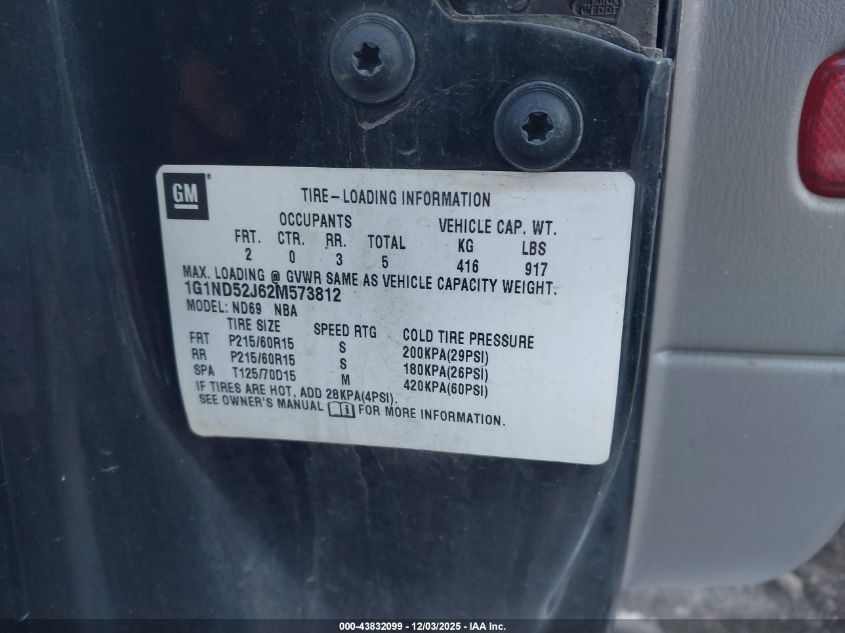 GM
TIRE – LOADING INFORMATION
OCCUPANTS VEHICLE CAP. WT.
FRT. CTR. RR. TOTAL KG LBS
2 0 3 5 416 917
MAX. LOADING @ GVWR SAME AS VEHICLE CAPACITY WEIGHT.
1G1ND52J62M573812
MODEL: ND69 NBA
TIRE SIZE SPEED RTG COLD TIRE PRESSURE
FRT P215/60R15 S 200KPA(29PSI)
RR P215/60R15 S 180KPA(26PSI)
SPA T125/70D15 M 420KPA(60PSI)
IF TIRES ARE HOT, ADD 28KPA(4PSI).
SEE OWNER'S MANUAL FOR MORE INFORMATION.
000-43832099 - 12/03/2025 - IAA Inc.